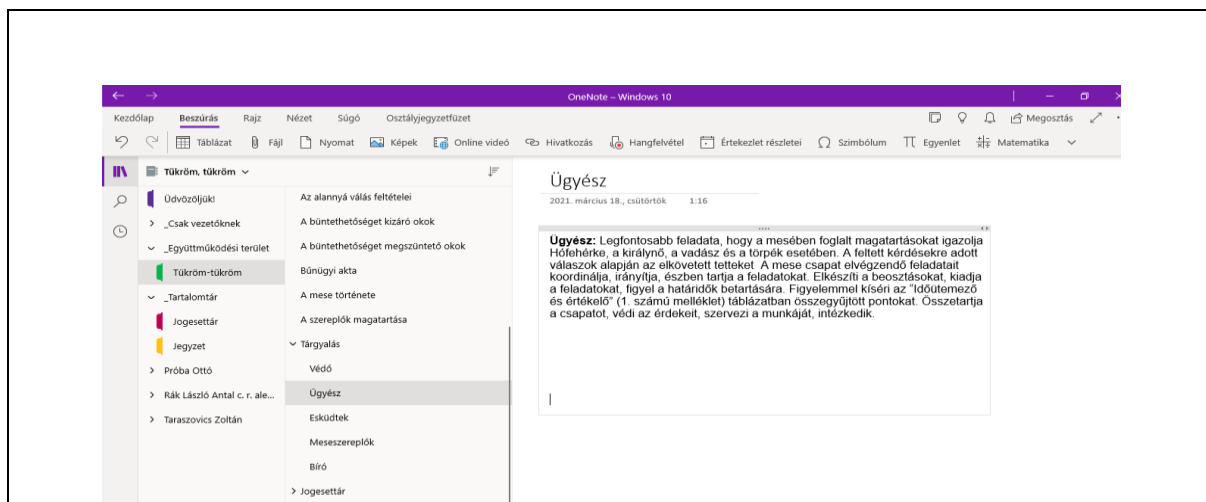 OneNote – Windows 10
Kezdőlap Beszúrás Rajz Nézet Súgó Osztályjegyzetfüzet Megosztás
Táblázat Fájl Nyomat Képek Online videó Hivatkozás Hangfelvétel Értekezlet részletei Szimbólum Egyenlet Matematika
Tükröm, tükröm
Üdvözöljük!
_Csak vezetőknek
_Együttműködési terület
Tükröm-tükröm
_Tartalomtár
Jogesettár
Jegyzet
Próba Ottó
Rák László Antal c. r. ale...
Taraszovics Zoltán
Az alannyá válás feltételei
A büntethetőséget kizáró okok
A büntethetőséget megszüntető okok
Bűnügyi akta
A mese története
A szereplők magatartása
Tárgyalás
Védő
Ügyész
Esküdtek
Meseszereplők
Bíró
Jogesettár
Ügyész
2021. március 18., csütörtök 1:16
Ügyész: Legfontosabb feladata, hogy a mesében foglalt magatartásokat igazolja
Hófehérke, a királynő, a vadász és a törpék esetében. A feltett kérdésekre adott
válaszok alapján az elkövetett tetteket A mese csapat elvégzendő feladatait
koordinálja, irányítja, észben tartja a feladatokat. Elkészíti a beosztásokat, kiadja
a feladatokat, figyel a határidők betartására. Figyelemmel kíséri az "Időütemező
és értékelő" (1. számú melléklet) táblázatban összegyűjtött pontokat. Összetartja
a csapatot, védi az érdekeit, szervezi a munkáját, intézkedik.